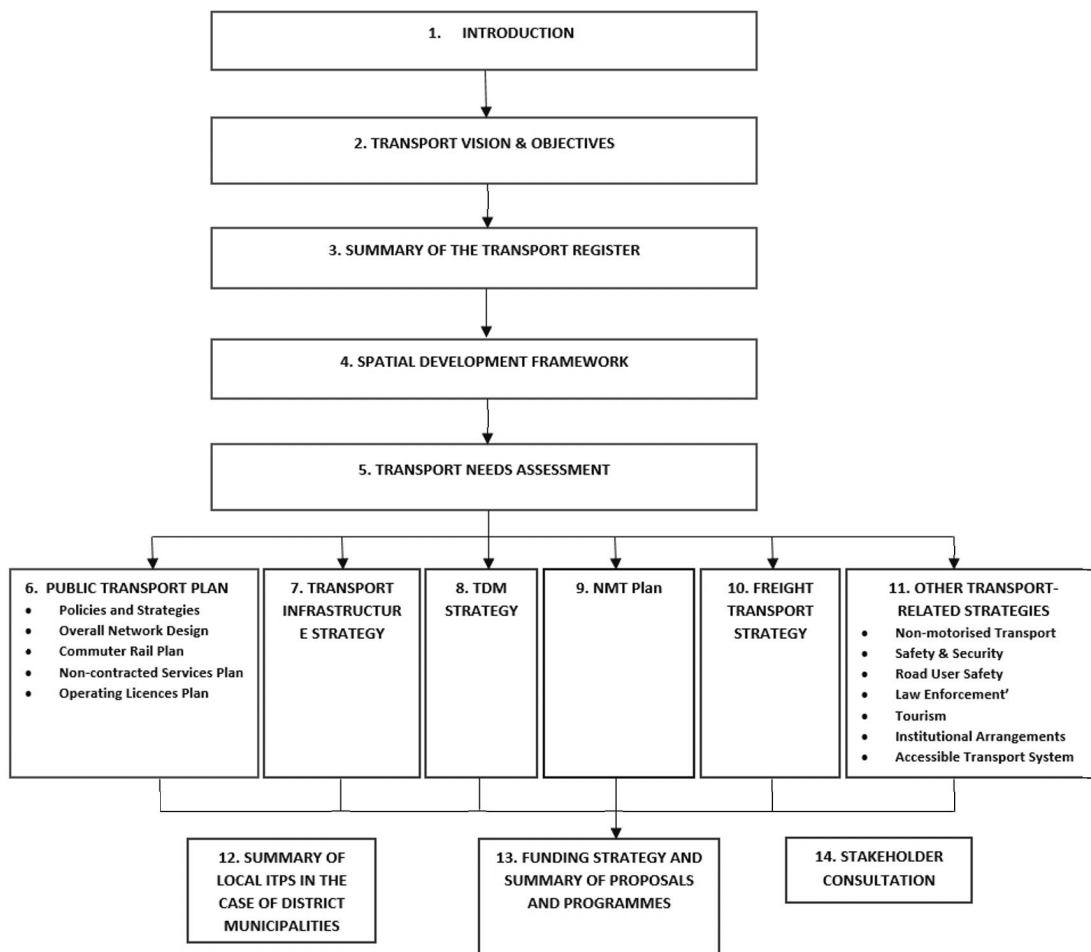 1. INTRODUCTION
2. TRANSPORT VISION & OBJECTIVES
3. SUMMARY OF THE TRANSPORT REGISTER
4. SPATIAL DEVELOPMENT FRAMEWORK
5. TRANSPORT NEEDS ASSESSMENT
6. PUBLIC TRANSPORT PLAN
• Policies and Strategies
• Overall Network Design
• Commuter Rail Plan
• Non-contracted Services Plan
• Operating Licences Plan
7. TRANSPORT
INFRASTRUCTUR
E STRATEGY
8. TDM
STRATEGY
9. NMT Plan
10. FREIGHT
TRANSPORT
STRATEGY
11. OTHER TRANSPORT-
RELATED STRATEGIES
• Non-motorised Transport
• Safety & Security
• Road User Safety
• Law Enforcement’
• Tourism
• Institutional Arrangements
• Accessible Transport System
12. SUMMARY OF
LOCAL ITPS IN THE
CASE OF DISTRICT
MUNICIPALITIES
13. FUNDING STRATEGY AND
SUMMARY OF PROPOSALS
AND PROGRAMMES
14. STAKEHOLDER
CONSULTATION